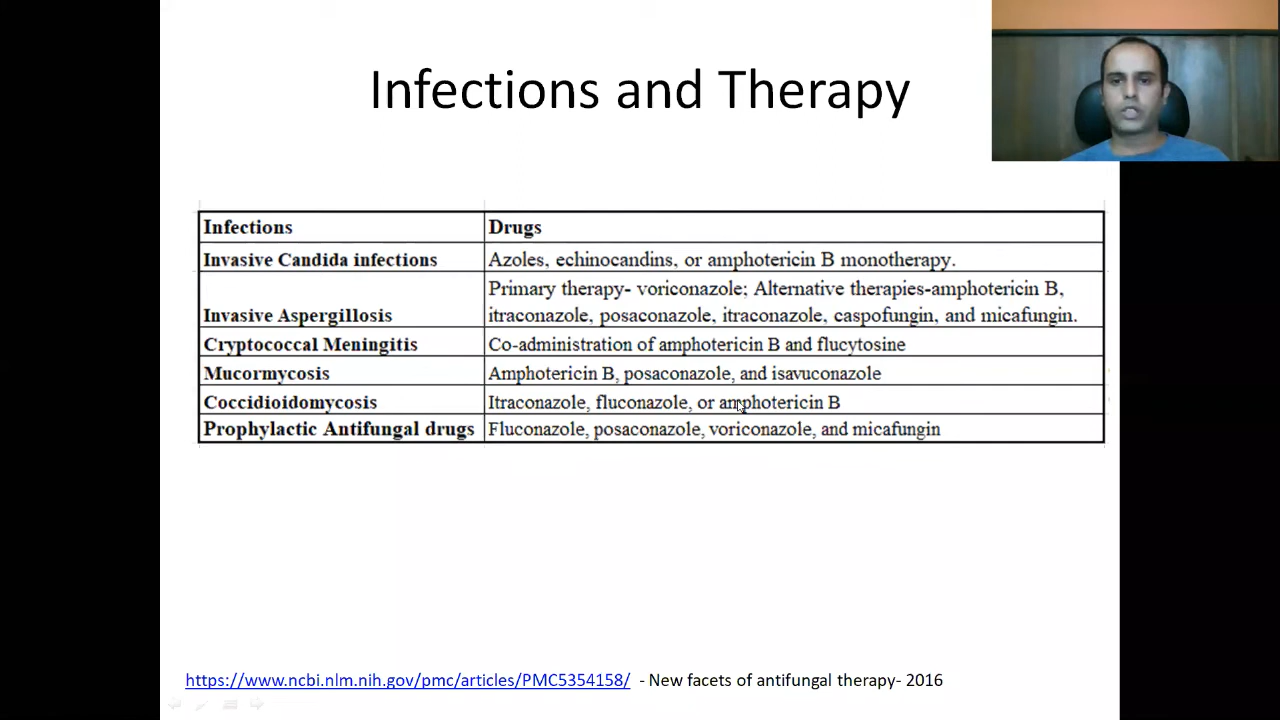 Infections and Therapy
Infections Drugs
Invasive Candida infections Azoles, echinocandins, or amphotericin B monotherapy.
Primary therapy- voriconazole; Alternative therapies-amphotericin B,
Invasive Aspergillosis itraconazole, posaconazole, itraconazole, caspofungin, and micafungin.
Cryptococcal Meningitis Co-administration of amphotericin B and flucytosine
Mucormycosis Amphotericin B, posaconazole, and isavuconazole
Coccidioidomycosis Itraconazole, fluconazole, or amphotericin B
Prophylactic Antifungal drugs Fluconazole, posaconazole, voriconazole, and micafungin
https://www.ncbi.nlm.nih.gov/pmc/articles/PMC5354158/ - New facets of antifungal therapy- 2016